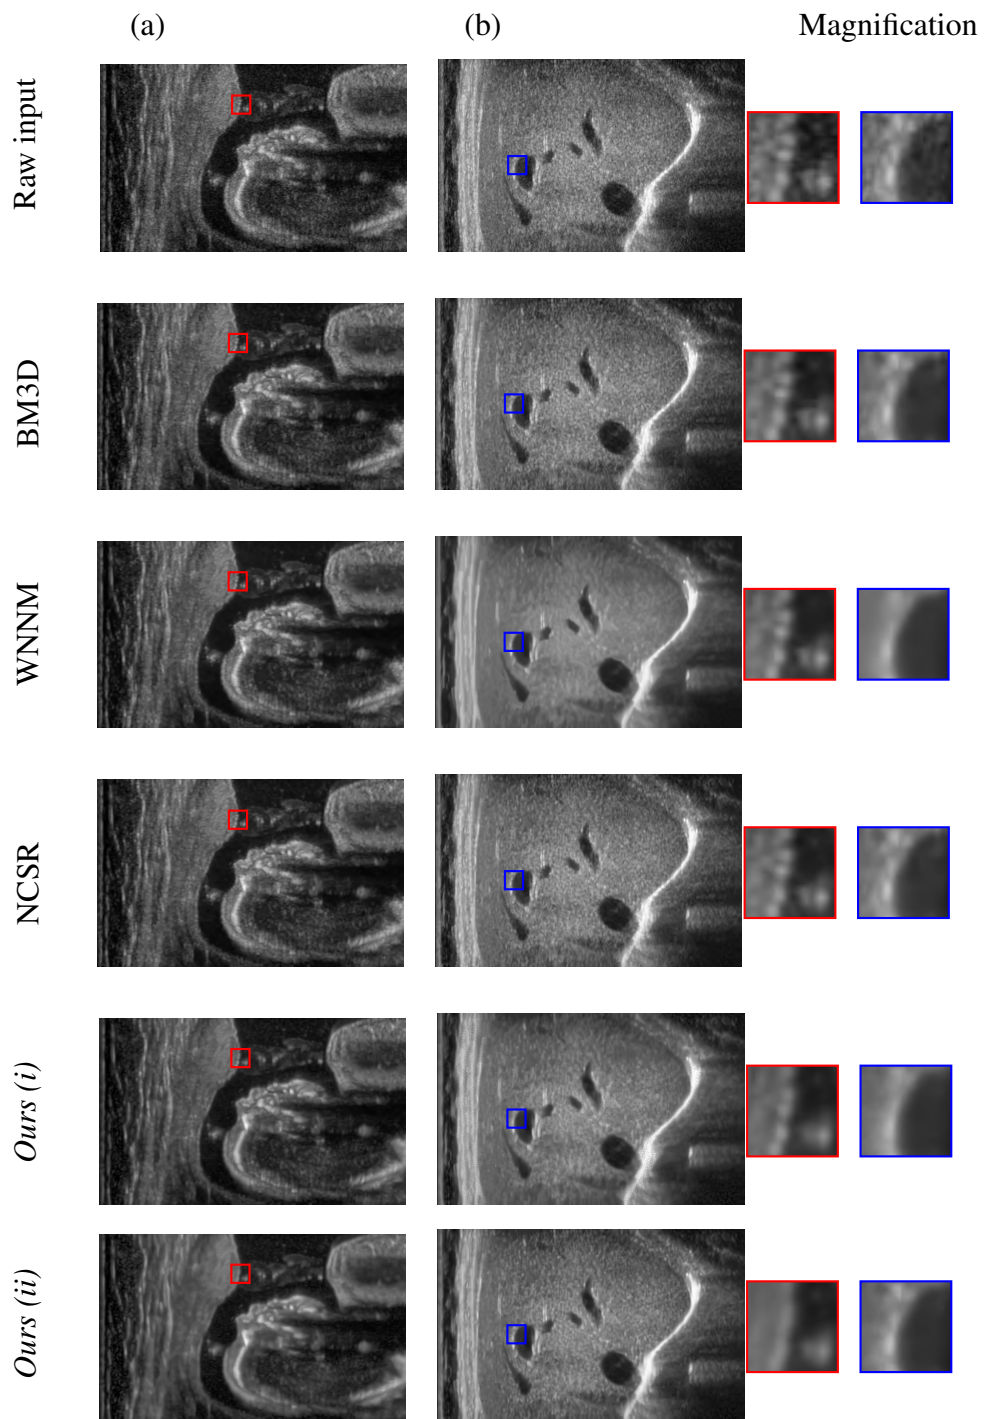 (a) (b) Magnification
Raw input
BM3D
WNNM
NCSR
Ours (i)
Ours (ii)